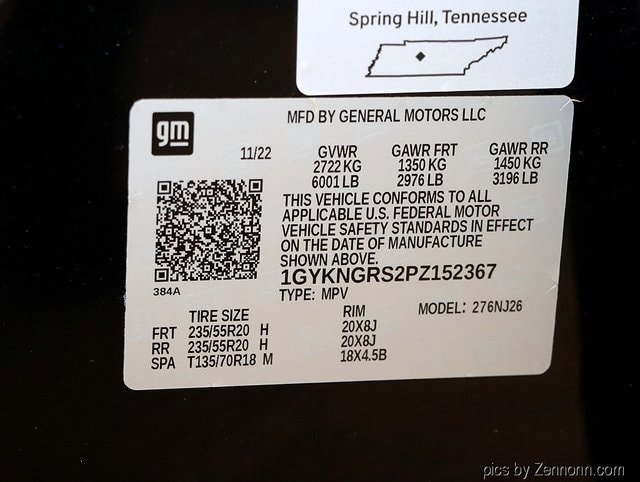 Spring Hill, Tennessee
gm
MFD BY GENERAL MOTORS LLC
11/22 GVWR GAWR FRT GAWR RR
2722 KG 1350 KG 1450 KG
6001 LB 2976 LB 3196 LB
THIS VEHICLE CONFORMS TO ALL
APPLICABLE U.S. FEDERAL MOTOR
VEHICLE SAFETY STANDARDS IN EFFECT
ON THE DATE OF MANUFACTURE
SHOWN ABOVE.
1GYKNGRS2PZ152367
384A
TYPE: MPV
TIRE SIZE RIM MODEL: 276NJ26
FRT 235/55R20 H 20X8J
RR 235/55R20 H 20X8J
SPA T135/70R18 M 18X4.5B
pics by Zennonn.com